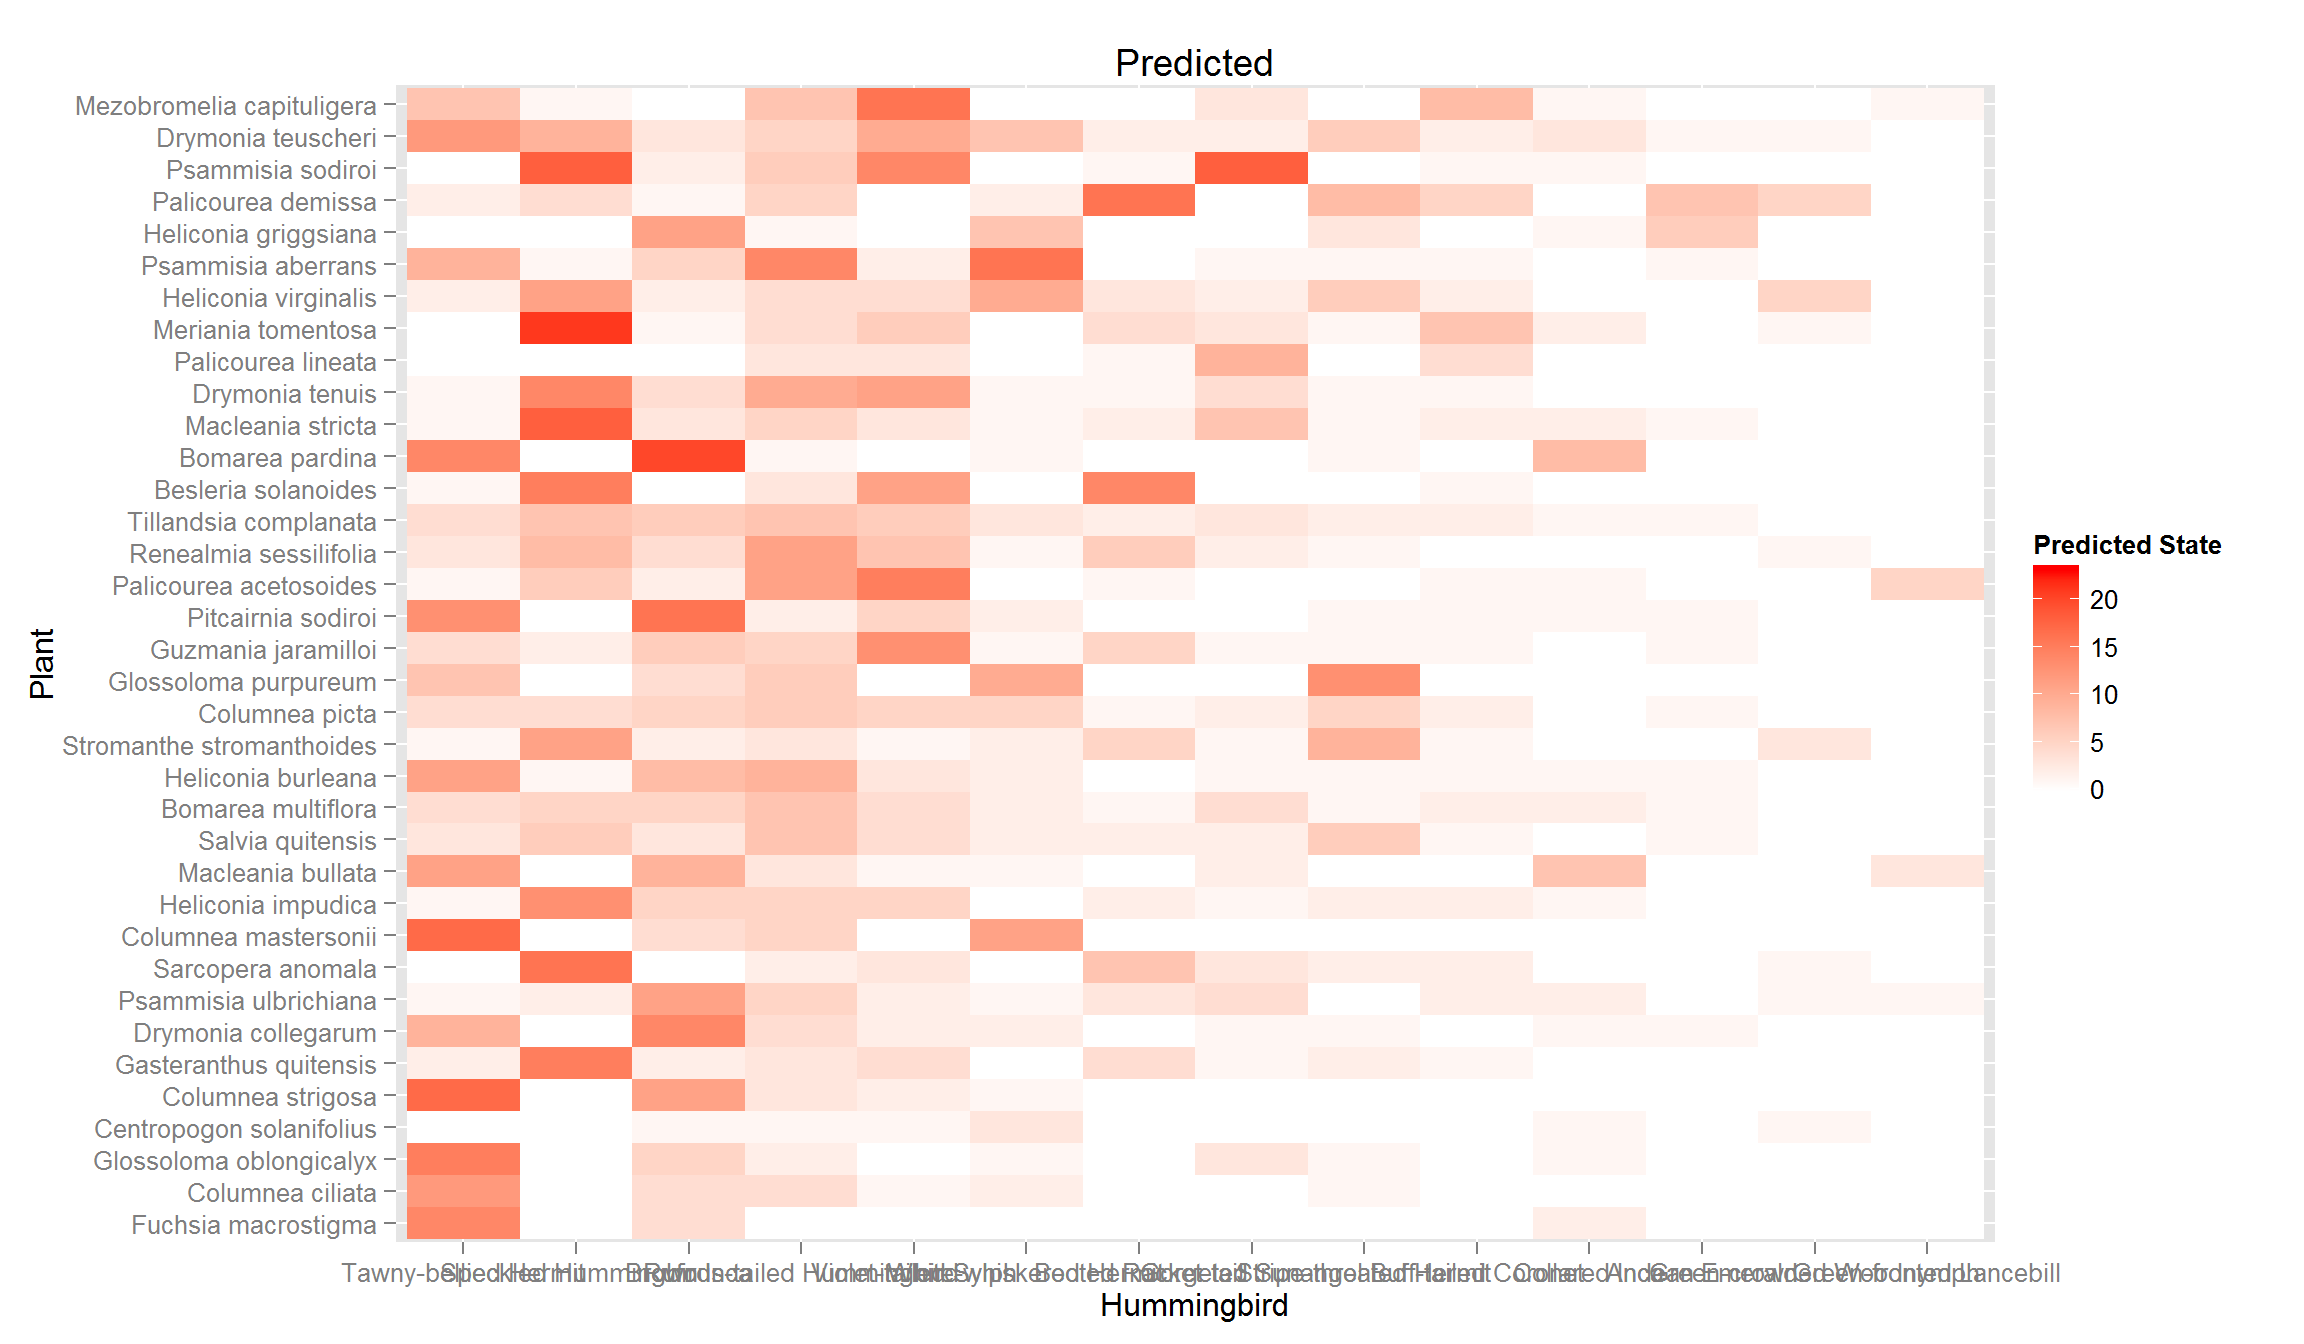 Predicted
Mezobromelia capituligera
Drymonia teuscheri
Psammisia sodiroi
Palicourea demissa
Heliconia griggsiana
Psammisia aberrans
Heliconia virginalis
Meriania tomentosa
Palicourea lineata
Drymonia tenuis
Macleania stricta
Bomarea pardina
Besleria solanoides
Tillandsia complanata
Renealmia sessilifolia
Palicourea acetosoides
Pitcairnia sodiroi
Guzmania jaramilloi
Glossoloma purpureum
Columnea picta
Stromanthe stromanthoides
Heliconia burleana
Bomarea multiflora
Salvia quitensis
Macleania bullata
Heliconia impudica
Columnea mastersonii
Sarcopera anomala
Psammisia ulbrichiana
Drymonia collegarum
Gasteranthus quitensis
Columnea strigosa
Centropogon solanifolius
Glossoloma oblongicalyx
Columnea ciliata
Fuchsia macrostigma
Plant
Lancebill
Hummingbird
Predicted State
20
15
10
5
0